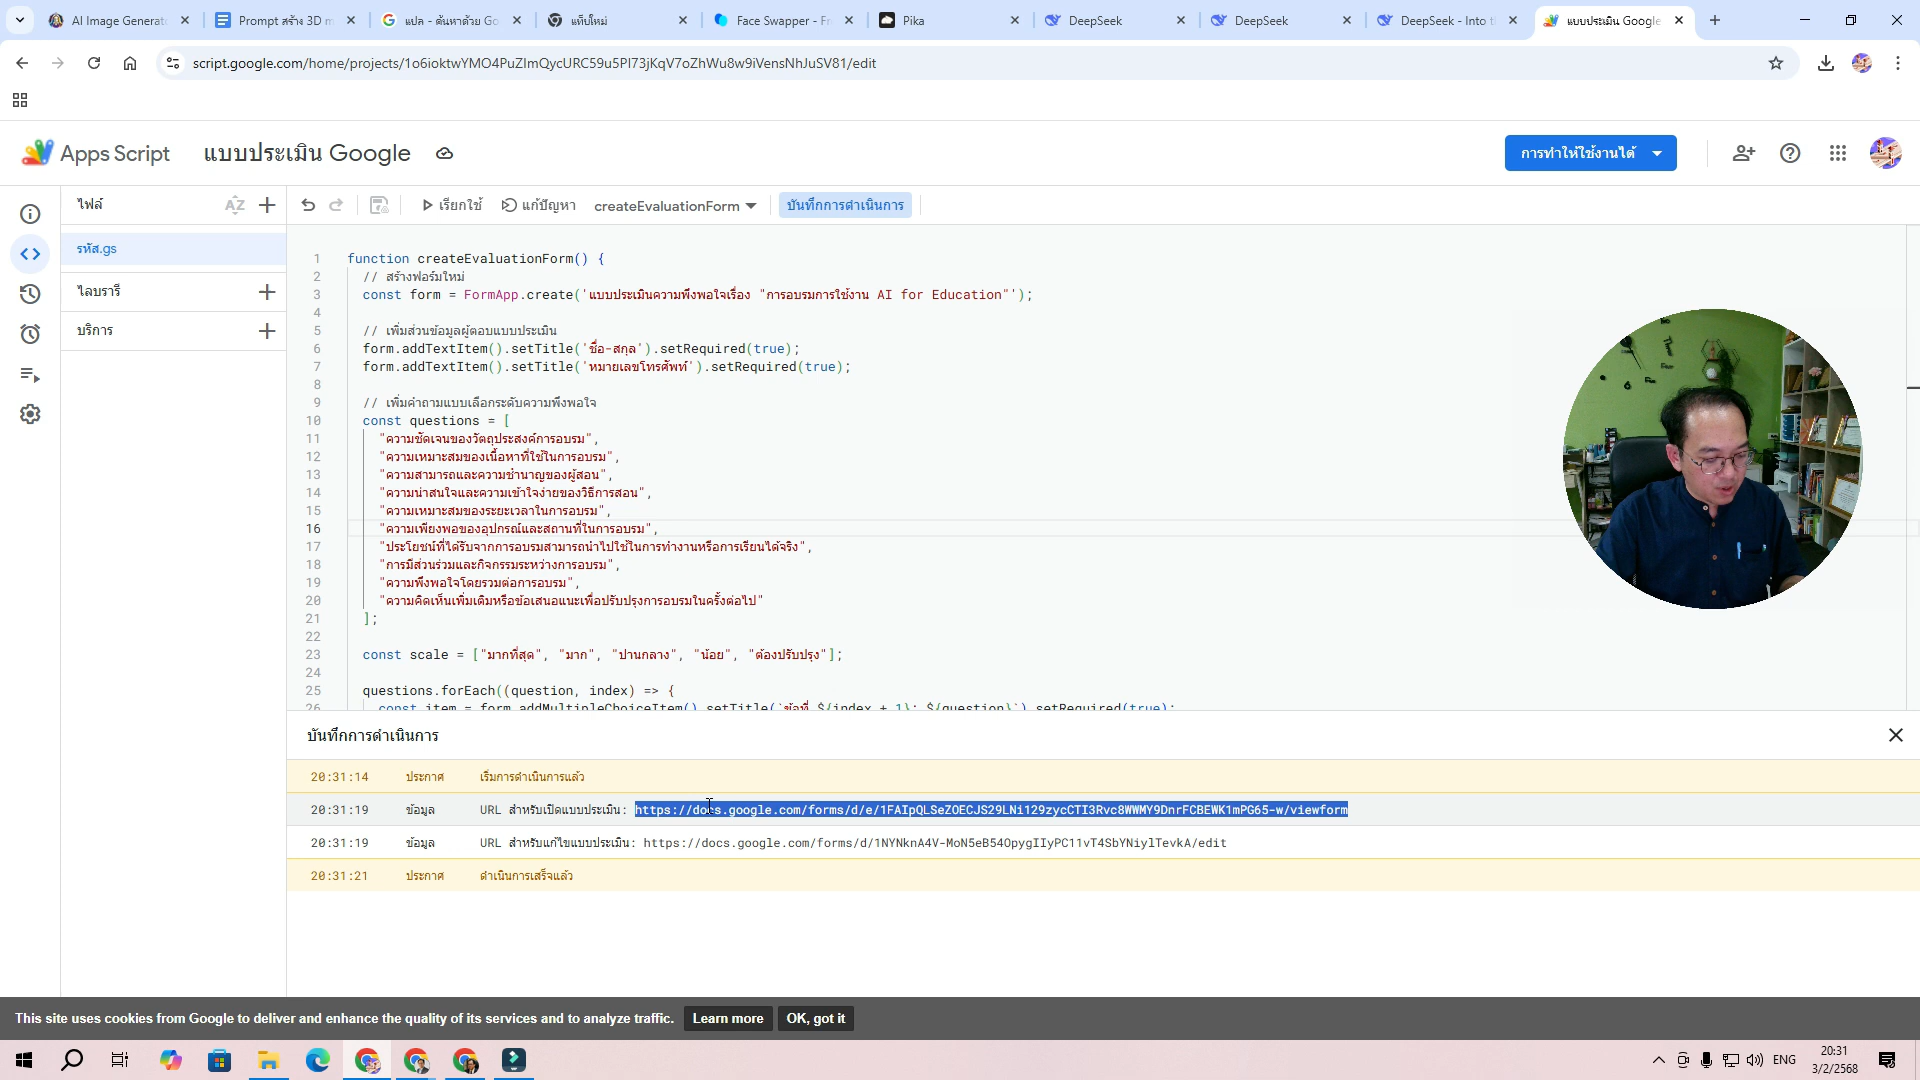 AI Image Generat
Prompt สร้าง 3D m
แปล - ค้นหาด้วย Go
แท็บใหม่
Face Swapper - Fr
Pika
DeepSeek
DeepSeek
DeepSeek - Into t
แบบประเมิน Google
script.google.com/home/projects/1o6ioktwYMO4PuZImQycURC59u5PI73jKqV7oZhWu8w9iVensNhJuSV81/edit
Apps Script
แบบประเมิน Google
การทำให้ใช้งานได้
ไฟล์
AZ
เรียกใช้
แก้ปัญหา
createEvaluationForm
บันทึกการดำเนินการ
รหัส.gs
ไลบรารี
บริการ
1 function createEvaluationForm() {
2 // สร้างฟอร์มใหม่
3 const form = FormApp.create('แบบประเมินความพึงพอใจเรื่อง "การอบรมการใช้งาน AI for Education"');
4
5 // เพิ่มส่วนข้อมูลผู้ตอบแบบประเมิน
6 form.addTextItem().setTitle('ชื่อ-สกุล').setRequired(true);
7 form.addTextItem().setTitle('หมายเลขโทรศัพท์').setRequired(true);
8
9 // เพิ่มคำถามแบบเลือกระดับความพึงพอใจ
10 const questions = [
11 "ความชัดเจนของวัตถุประสงค์การอบรม",
12 "ความเหมาะสมของเนื้อหาที่ใช้ในการอบรม",
13 "ความสามารถและความชำนาญของผู้สอน",
14 "ความน่าสนใจและความเข้าใจง่ายของวิธีการสอน",
15 "ความเหมาะสมของระยะเวลาในการอบรม",
16 "ความเพียงพอของอุปกรณ์และสถานที่ในการอบรม",
17 "ประโยชน์ที่ได้รับจากการอบรมสามารถนำไปใช้ในการทำงานหรือการเรียนได้จริง",
18 "การมีส่วนร่วมและกิจกรรมระหว่างการอบรม",
19 "ความพึงพอใจโดยรวมต่อการอบรม",
20 "ความคิดเห็นเพิ่มเติมหรือข้อเสนอแนะเพื่อปรับปรุงการอบรมในครั้งต่อไป"
21 ];
22
23 const scale = ["มากที่สุด", "มาก", "ปานกลาง", "น้อย", "ต้องปรับปรุง"];
24
25 questions.forEach((question, index) => {
26 const item = form.addMultipleChoiceItem().setTitle(`ข้อที่ ${index + 1}: ${question}`).setRequired(true);
บันทึกการดำเนินการ
20:31:14 ประกาศ เริ่มการดำเนินการแล้ว
20:31:19 ข้อมูล URL สำหรับเปิดแบบประเมิน: https://docs.google.com/forms/d/e/1FAIpQLSeZOECJS29LNi129zycCTI3Rvc8WWMY9DnrFCBEWK1mPG65-w/viewform
20:31:19 ข้อมูล URL สำหรับแก้ไขแบบประเมิน: https://docs.google.com/forms/d/1NYNknA4V-MoN5eB54OpygIIyPC11vT4SbYNiylTevkA/edit
20:31:21 ประกาศ ดำเนินการเสร็จแล้ว
This site uses cookies from Google to deliver and enhance the quality of its services and to analyze traffic.
Learn more
OK, got it
ENG
20:31
3/2/2568